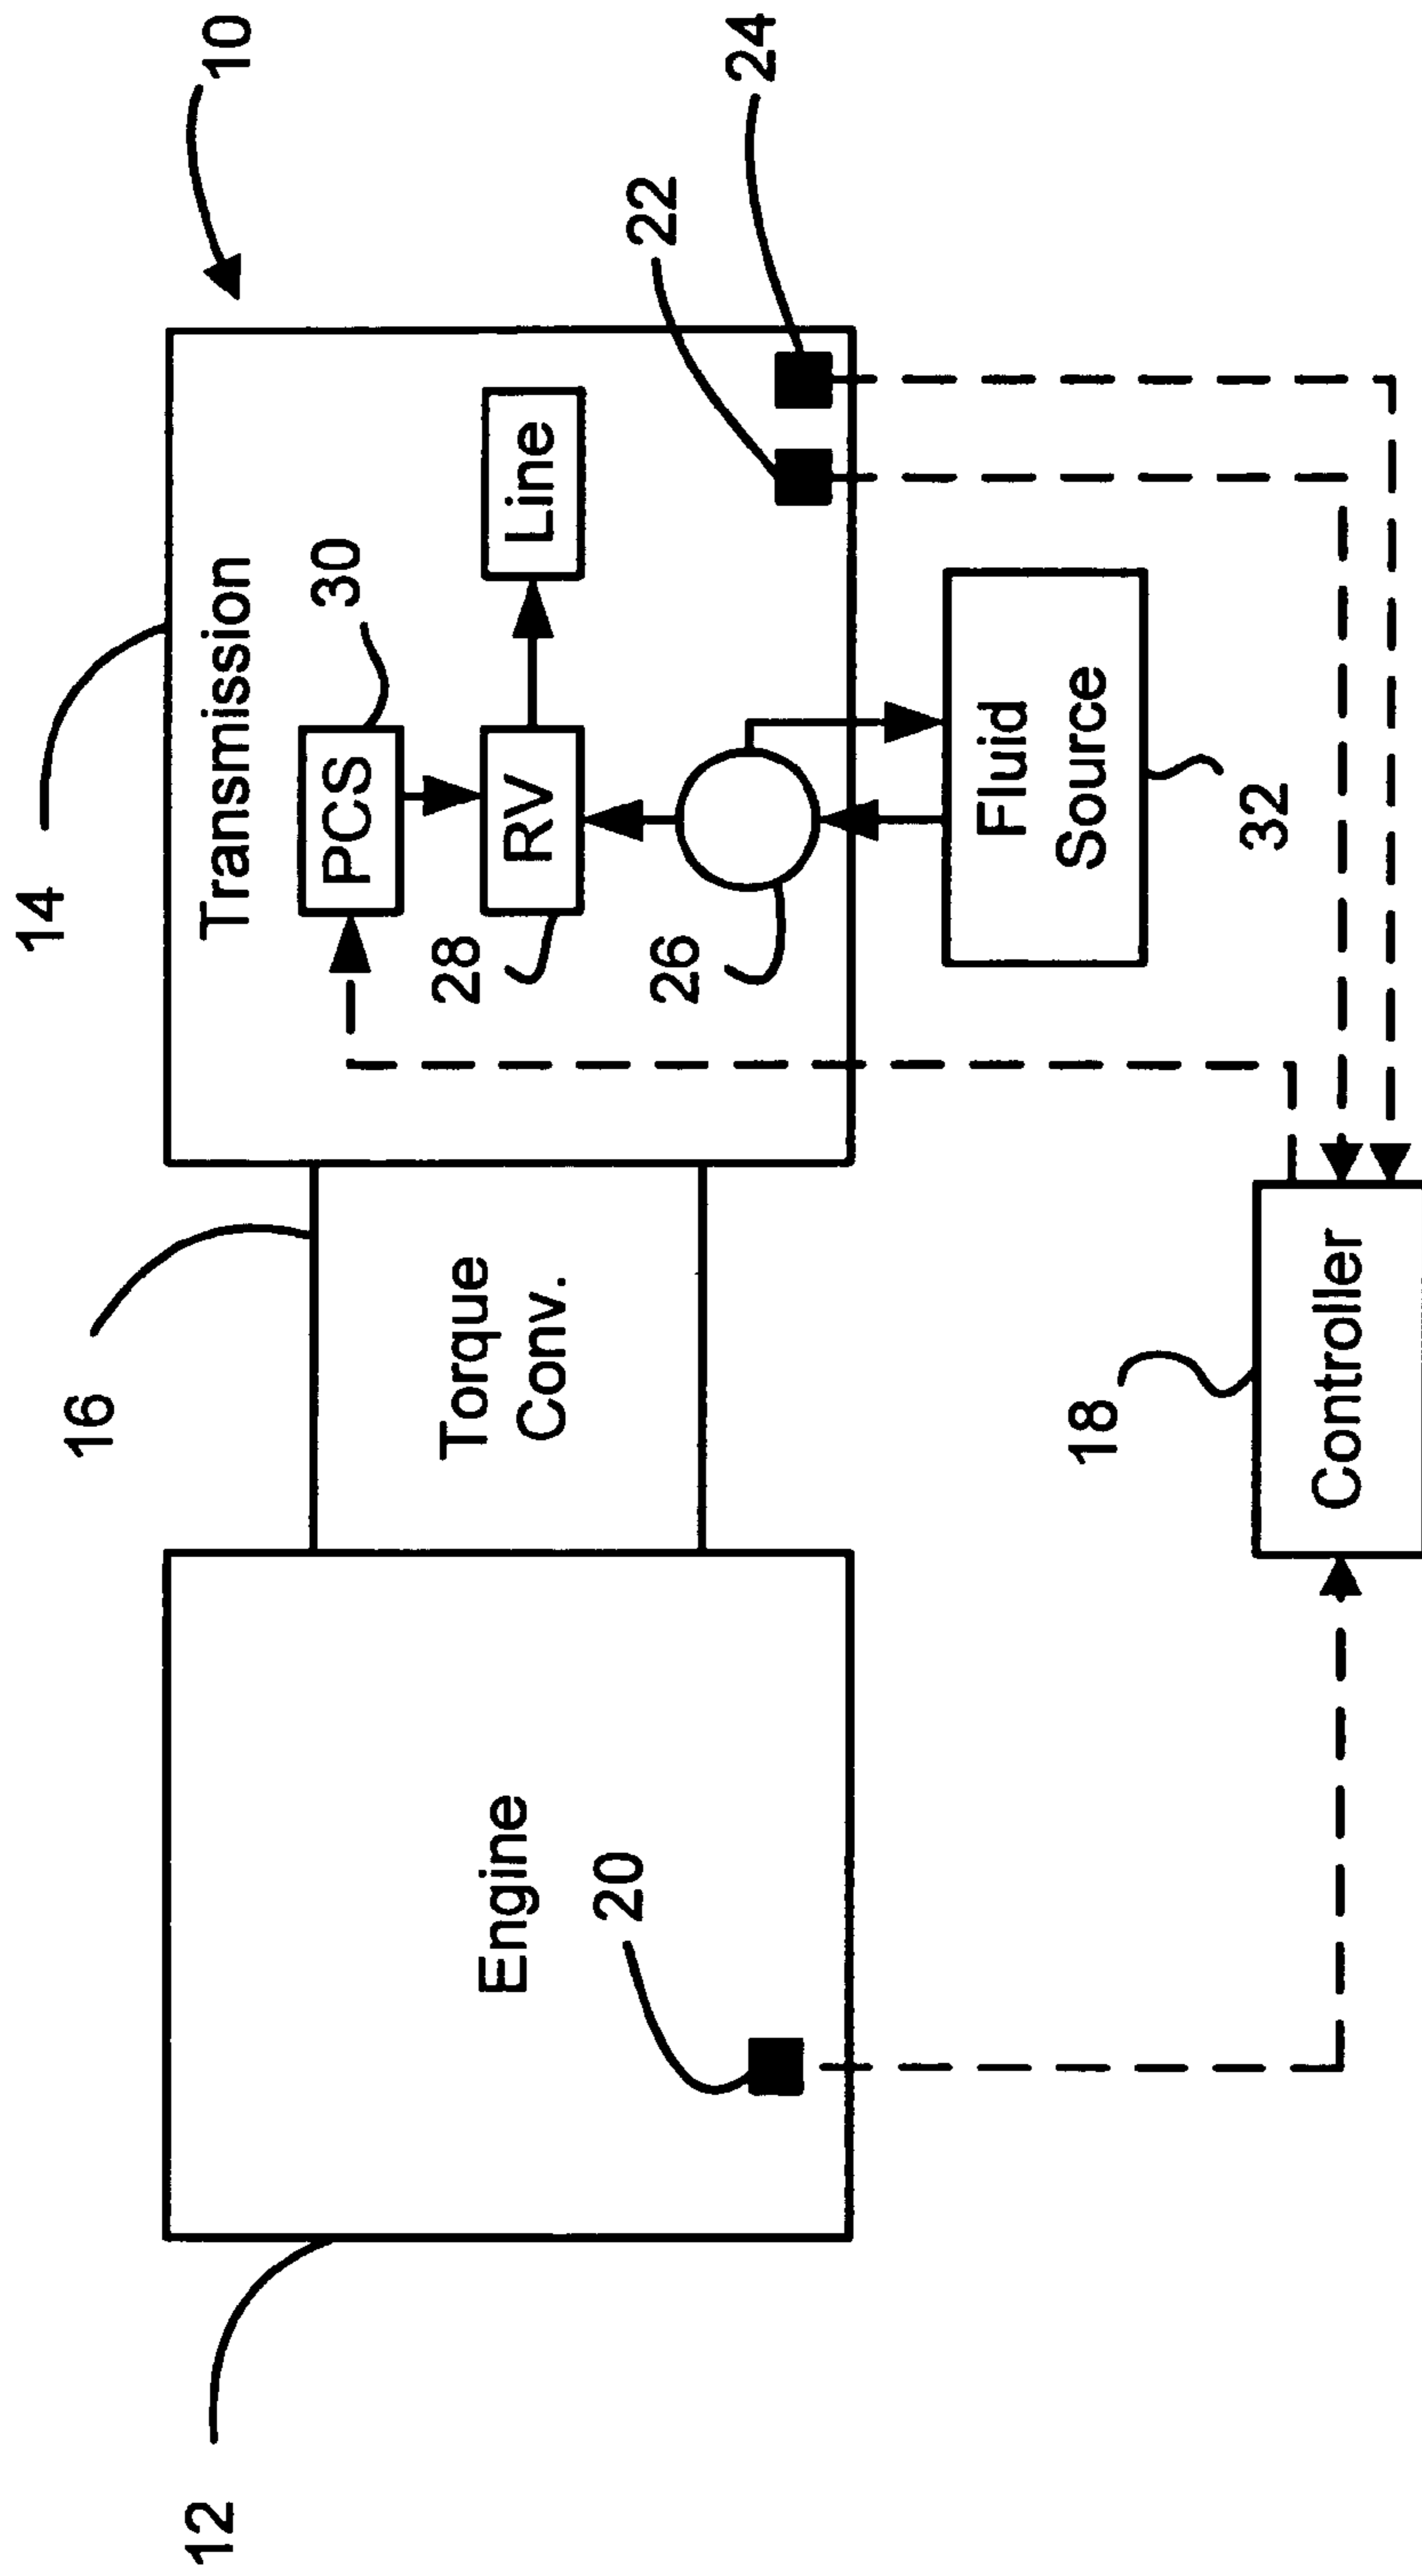 10
14
Transmission
30
PCS
16
12
28
RV
Line
Torque
Conv.
Engine
26
22
24
20
Fluid
Source
32
18
Controller